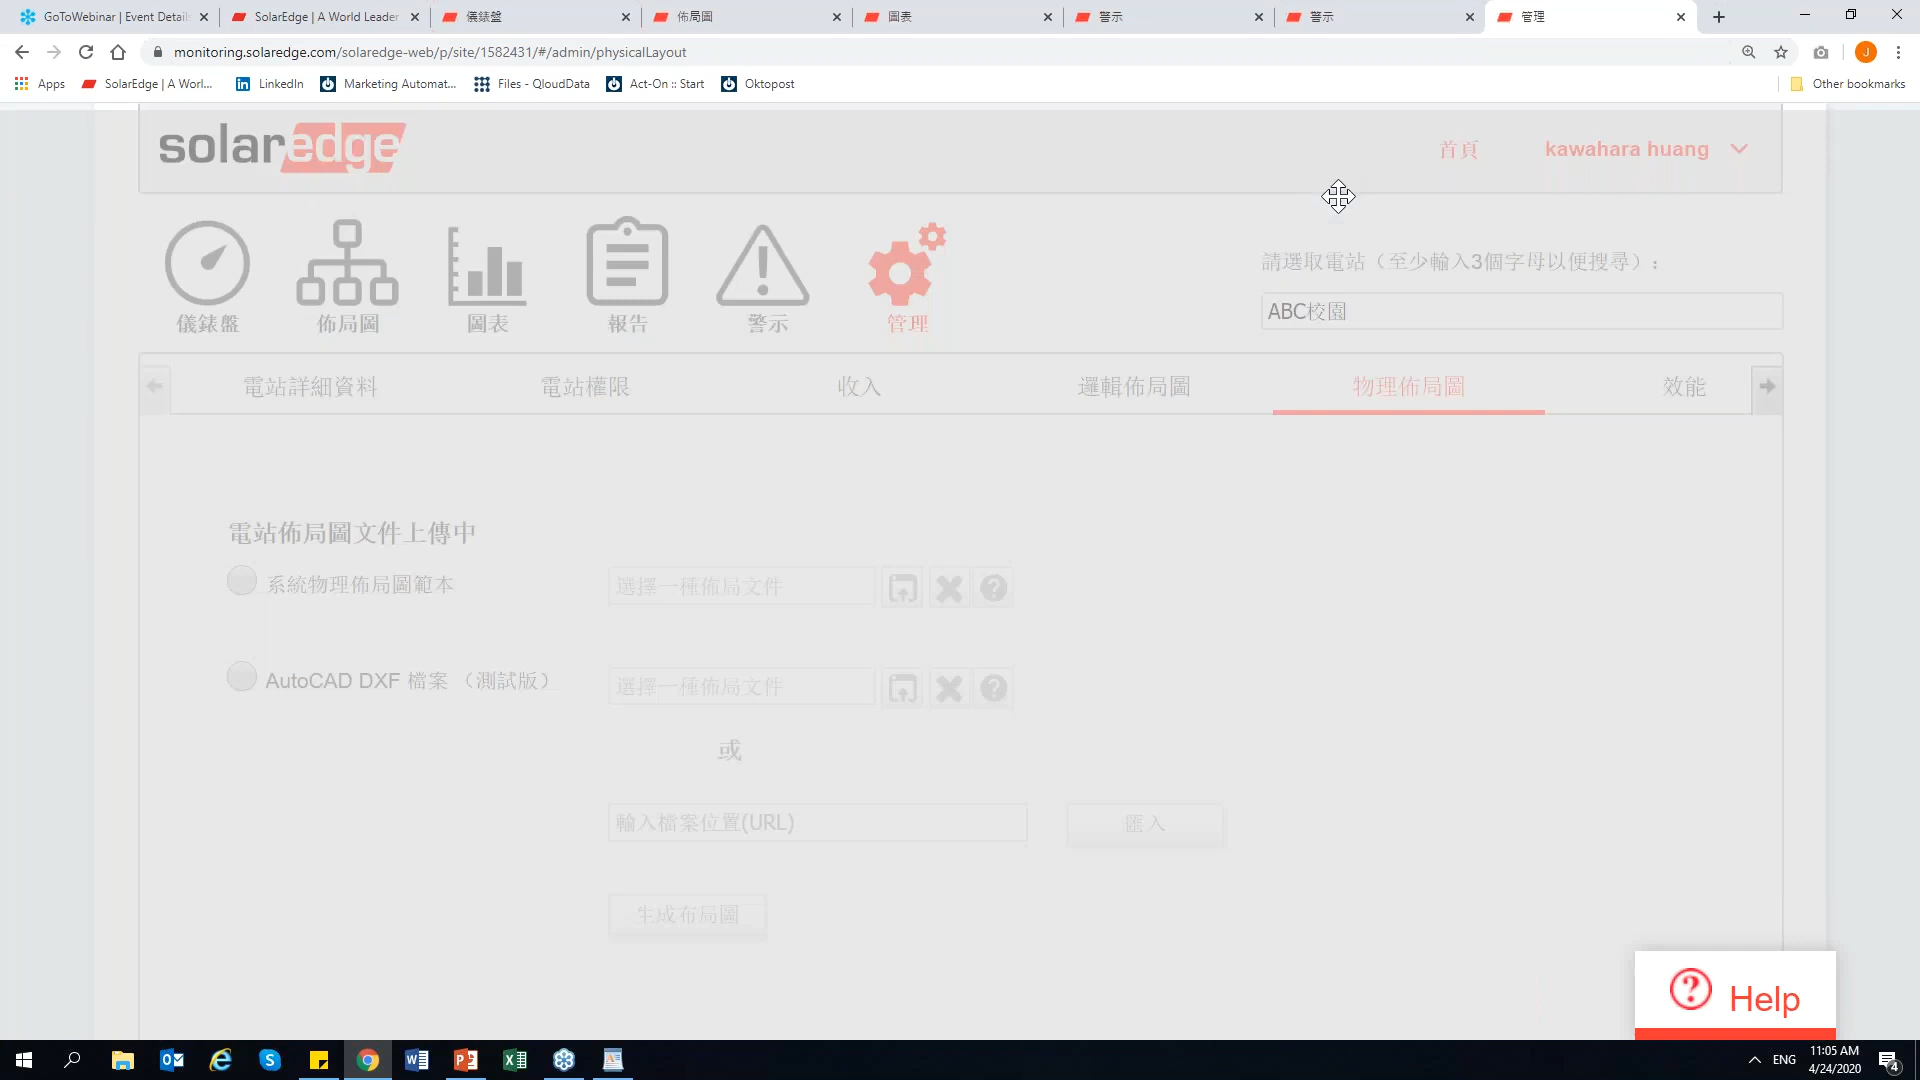 GoToWebinar | Event Details
SolarEdge | A World Leader
儀錶盤
佈局圖
圖表
警示
警示
管理
monitoring.solaredge.com/solaredge-web/p/site/1582431/#/admin/physicalLayout
J
Apps
SolarEdge | A Worl...
LinkedIn
Marketing Automat...
Files - QloudData
Act-On :: Start
Oktopost
Other bookmarks
solaredge
首頁
kawahara huang
儀錶盤
佈局圖
圖表
報告
警示
管理
請選取電站（至少輸入3個字母以便搜尋）：
ABC校園
電站詳細資料
電站權限
收入
邏輯佈局圖
物理佈局圖
效能
電站佈局圖文件上傳中
系統物理佈局圖範本
選擇一種佈局文件
AutoCAD DXF 檔案 （測試版）
選擇一種佈局文件
或
輸入檔案位置(URL)
匯入
生成布局圖
Help
ENG
11:05 AM
4/24/2020
4